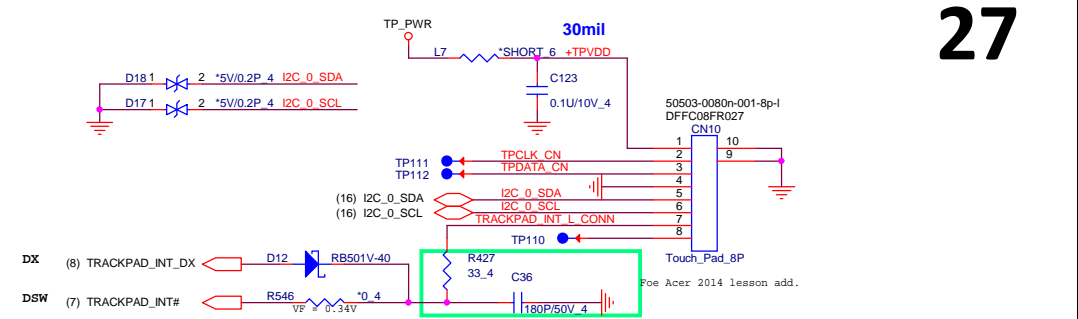 27
TP_PWR
30mil
L7 *SHORT_6 +TPVDD
D18 1 2 *5V/0.2P_4 I2C_0_SDA
D17 1 2 *5V/0.2P_4 I2C_0_SCL
C123
0.1U/10V_4
50503-0080n-001-8p-l
DFFC08FR027
CN10
1 10
2 9
3
4
5
6
7
8
TP111 TPCLK_CN
TP112 TPDATA_CN
(16) I2C_0_SDA I2C_0_SDA
(16) I2C_0_SCL I2C_0_SCL
TRACKPAD_INT_L_CONN
TP110
Touch_Pad_8P
DX (8) TRACKPAD_INT_DX D12 RB501V-40
R427
33_4
C36
180P/50V_4
Foe Acer 2014 lesson add.
DSW (7) TRACKPAD_INT# R546 *0_4
VF = 0.34V